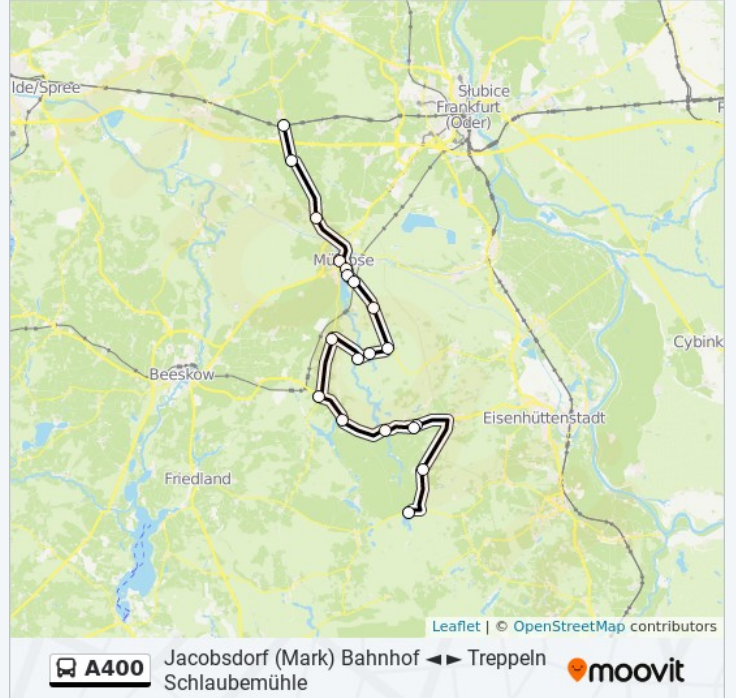 lde/Spree
Słubice
Frankfurt
(Oder)
F
Müllrose
Cybink
Beeskow
Eisenhüttenstadt
Friedland
Leaflet | © OpenStreetMap contributors
A400
Jacobsdorf (Mark) Bahnhof ◄ ► Treppeln
Schlaubemühle
moovit